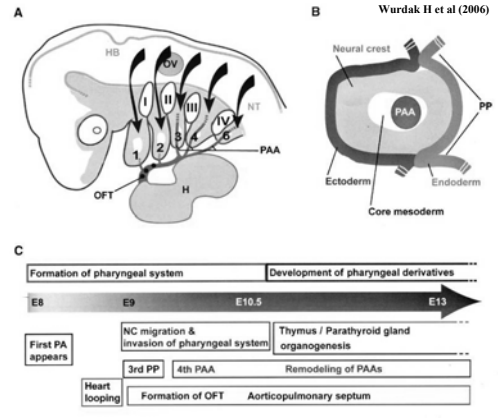 Wurdak H et al (2006)
A
HB
OV
NT
I
II
III
IV
1
2
3
4
5
PAA
OFT
H
B
Neural crest
PAA
PP
Ectoderm
Endoderm
Core mesoderm
C
Formation of pharyngeal system
Development of pharyngeal derivatives
E8
E9
E10.5
E13
First PA
appears
NC migration &
invasion of pharyngeal system
Thymus / Parathyroid gland
organogenesis
3rd PP
4th PAA
Remodeling of PAAs
Heart
looping
Formation of OFT
Aorticopulmonary septum